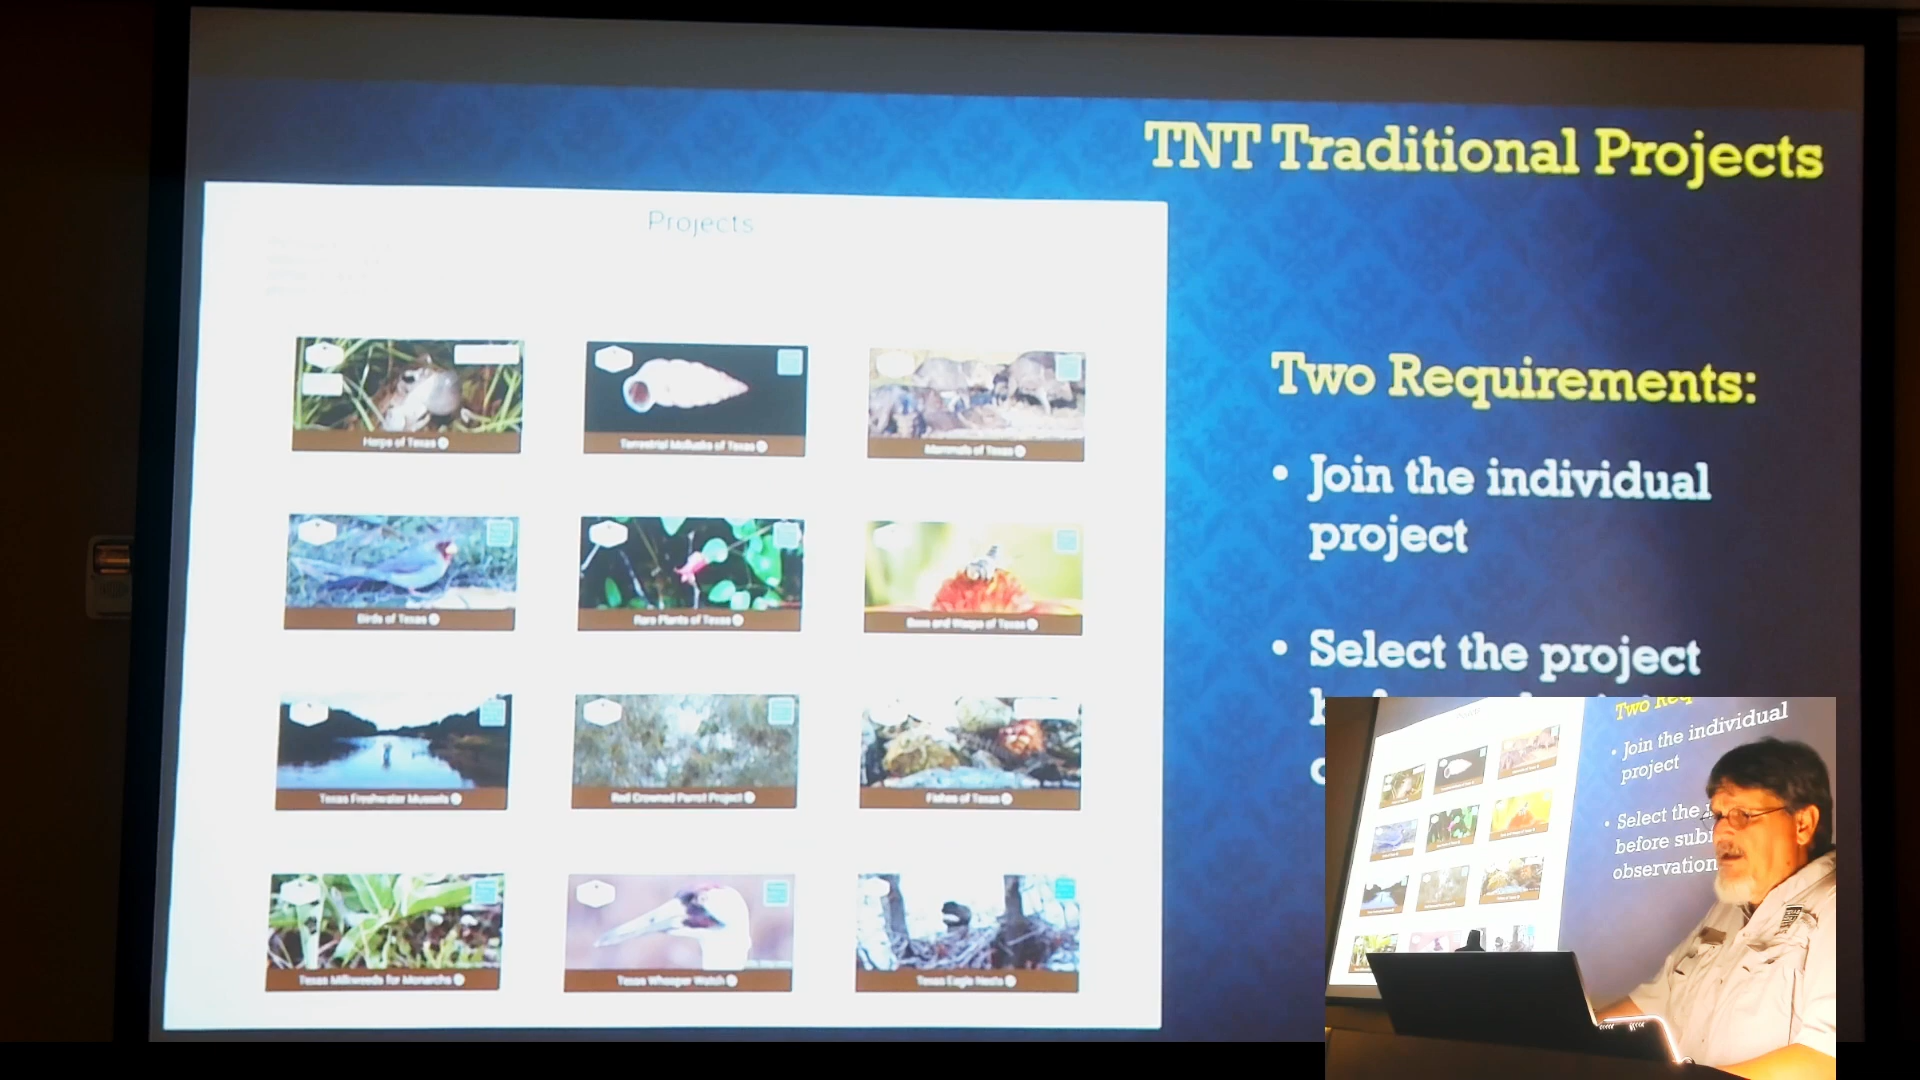 TNT Traditional Projects
Projects
Herps of Texas
Terrestrial Mollusks of Texas
Mammals of Texas
Birds of Texas
Rare Plants of Texas
Bees and Wasps of Texas
Texas Freshwater Mussels
Red Crowned Parrot Project
Fishes of Texas
Texas Milkweeds for Monarchs
Texas Whooper Watch
Texas Eagle Nests
Two Requirements:
• Join the individual
project
• Select the project
Two Req
• Join the individual
project
• Select the
before sub
observation